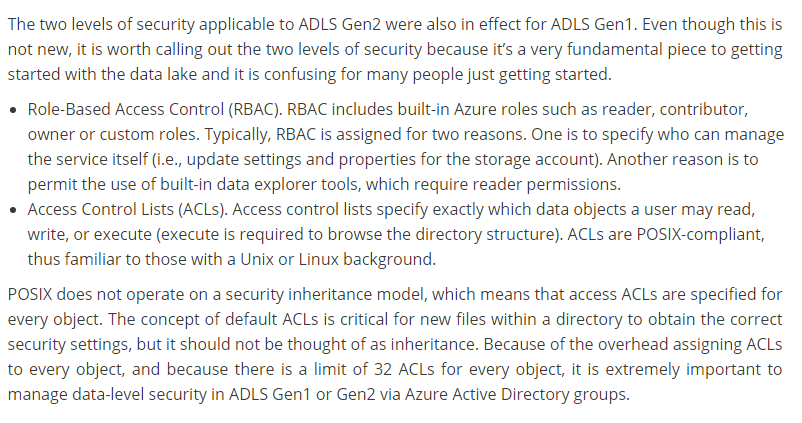 The two levels of security applicable to ADLS Gen2 were also in effect for ADLS Gen1. Even though this is
not new, it is worth calling out the two levels of security because it’s a very fundamental piece to getting
started with the data lake and it is confusing for many people just getting started.
• Role-Based Access Control (RBAC). RBAC includes built-in Azure roles such as reader, contributor,
owner or custom roles. Typically, RBAC is assigned for two reasons. One is to specify who can manage
the service itself (i.e., update settings and properties for the storage account). Another reason is to
permit the use of built-in data explorer tools, which require reader permissions.
• Access Control Lists (ACLs). Access control lists specify exactly which data objects a user may read,
write, or execute (execute is required to browse the directory structure). ACLs are POSIX-compliant,
thus familiar to those with a Unix or Linux background.
POSIX does not operate on a security inheritance model, which means that access ACLs are specified for
every object. The concept of default ACLs is critical for new files within a directory to obtain the correct
security settings, but it should not be thought of as inheritance. Because of the overhead assigning ACLs
to every object, and because there is a limit of 32 ACLs for every object, it is extremely important to
manage data-level security in ADLS Gen1 or Gen2 via Azure Active Directory groups.